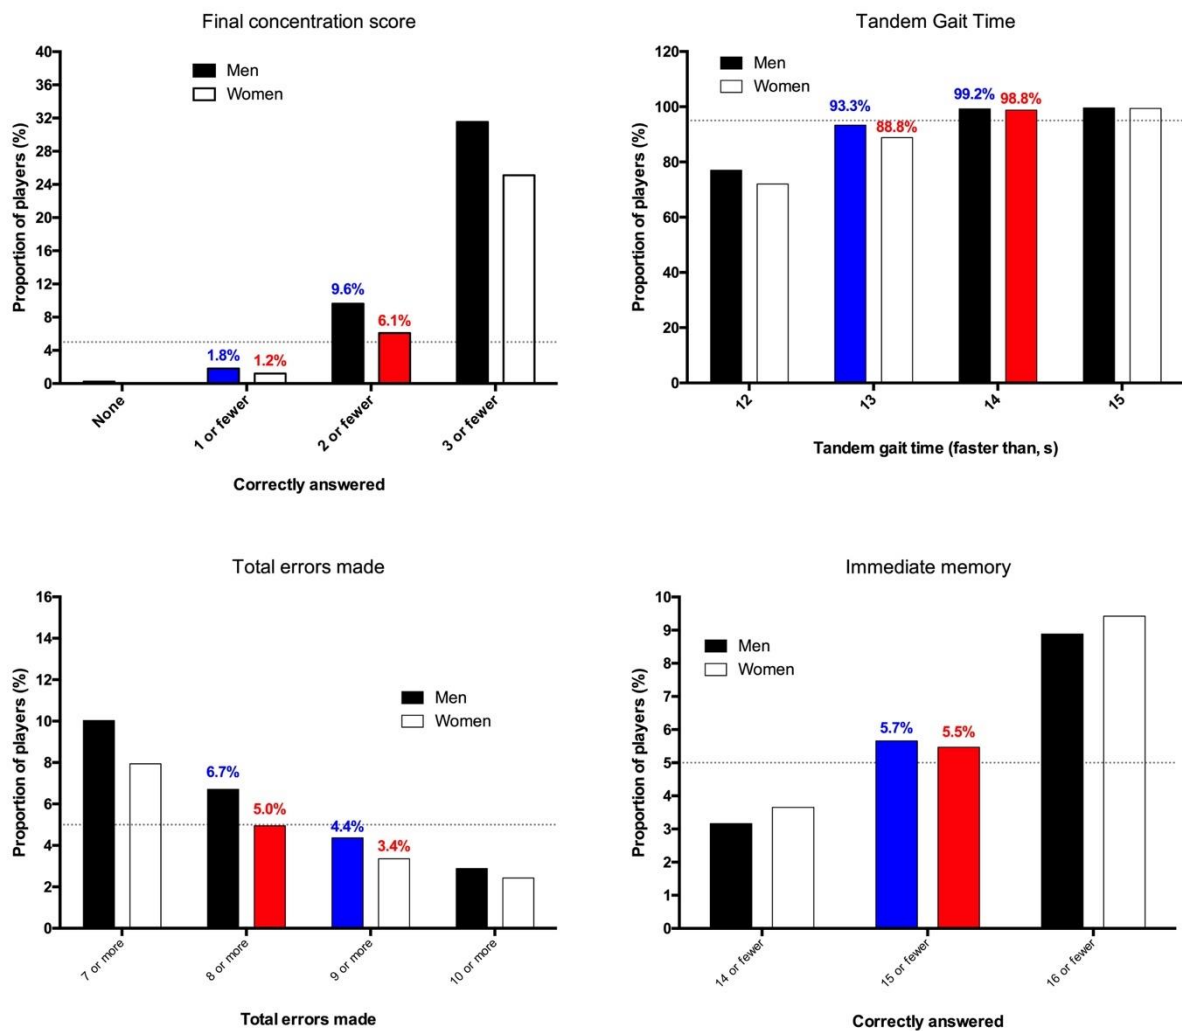 Final concentration score
Proportion of players (%)
40
36
32
28
24
20
16
12
8
4
0
Men
Women
1.8%
1.2%
9.6%
6.1%
None
1 or fewer
2 or fewer
3 or fewer
Correctly answered
Tandem Gait Time
Proportion of players (%)
120
100
80
60
40
20
0
Men
Women
93.3%
88.8%
99.2%
98.8%
12
13
14
15
Tandem gait time (faster than, s)
Total errors made
Proportion of players (%)
16
14
12
10
8
6
4
2
0
Men
Women
6.7%
5.0%
4.4%
3.4%
7 or more
8 or more
9 or more
10 or more
Total errors made
Immediate memory
Proportion of players (%)
10
9
8
7
6
5
4
3
2
1
0
Men
Women
5.7%
5.5%
14 or fewer
15 or fewer
16 or fewer
Correctly answered